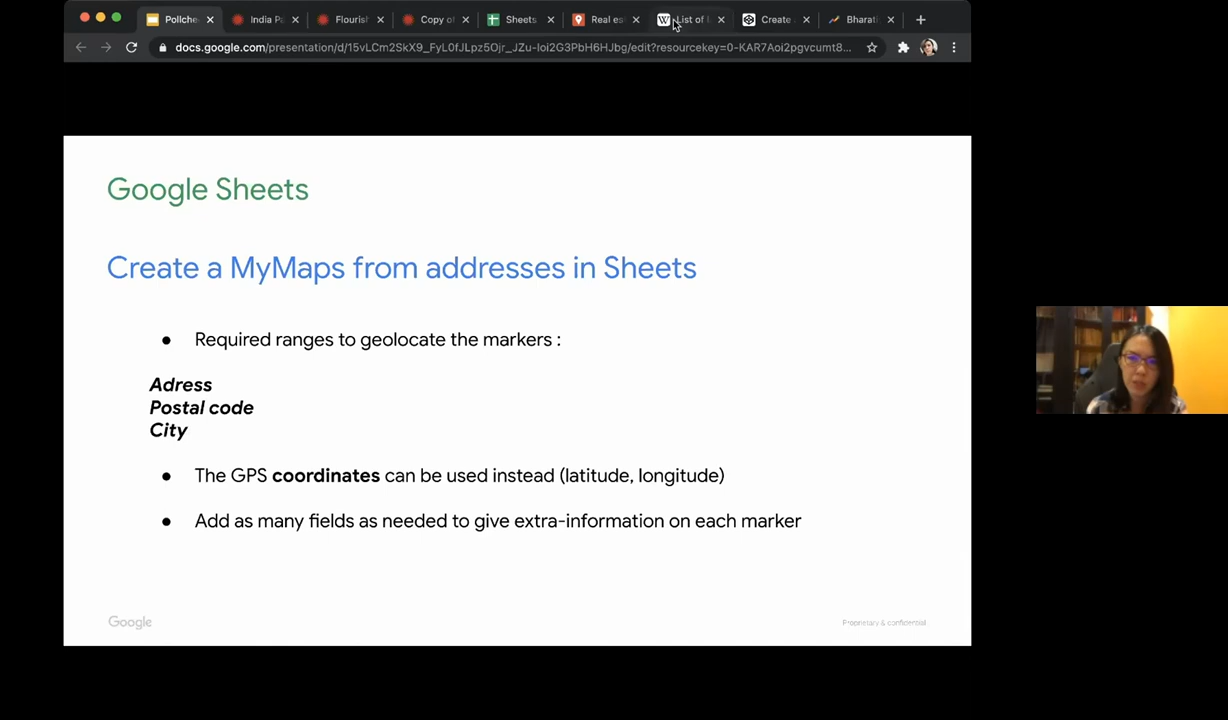 Pollche
India P
Flourish
Copy of
Sheets
Real es
List of
Create
Bharati
docs.google.com/presentation/d/15vLCm2SkX9_FyL0fJLpz5Ojr_JZu-Ioi2G3PbH6HJbg/edit?resourcekey=0-KAR7Aoi2pgvcumt8...
Google Sheets
Create a MyMaps from addresses in Sheets
● Required ranges to geolocate the markers :
Adress
Postal code
City
● The GPS coordinates can be used instead (latitude, longitude)
● Add as many fields as needed to give extra-information on each marker
Google
Proprietary & confidential